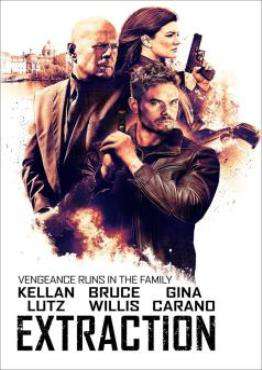 VENGEANCE RUNS IN THE FAMILY
KELLAN BRUCE GINA
LUTZ WILLIS CARANO
EXTRACTION